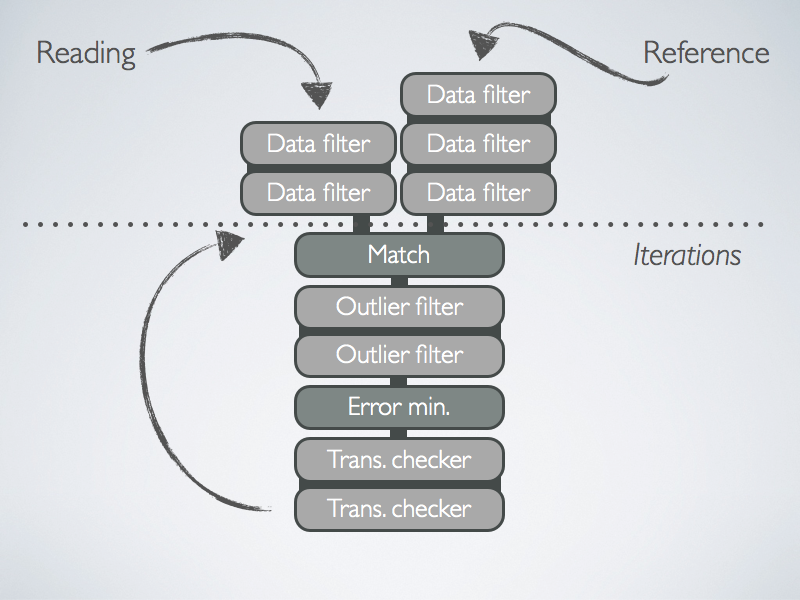 Reading
Reference
Data filter
Data filter
Data filter
Data filter
Data filter
Iterations
Match
Outlier filter
Outlier filter
Error min.
Trans. checker
Trans. checker